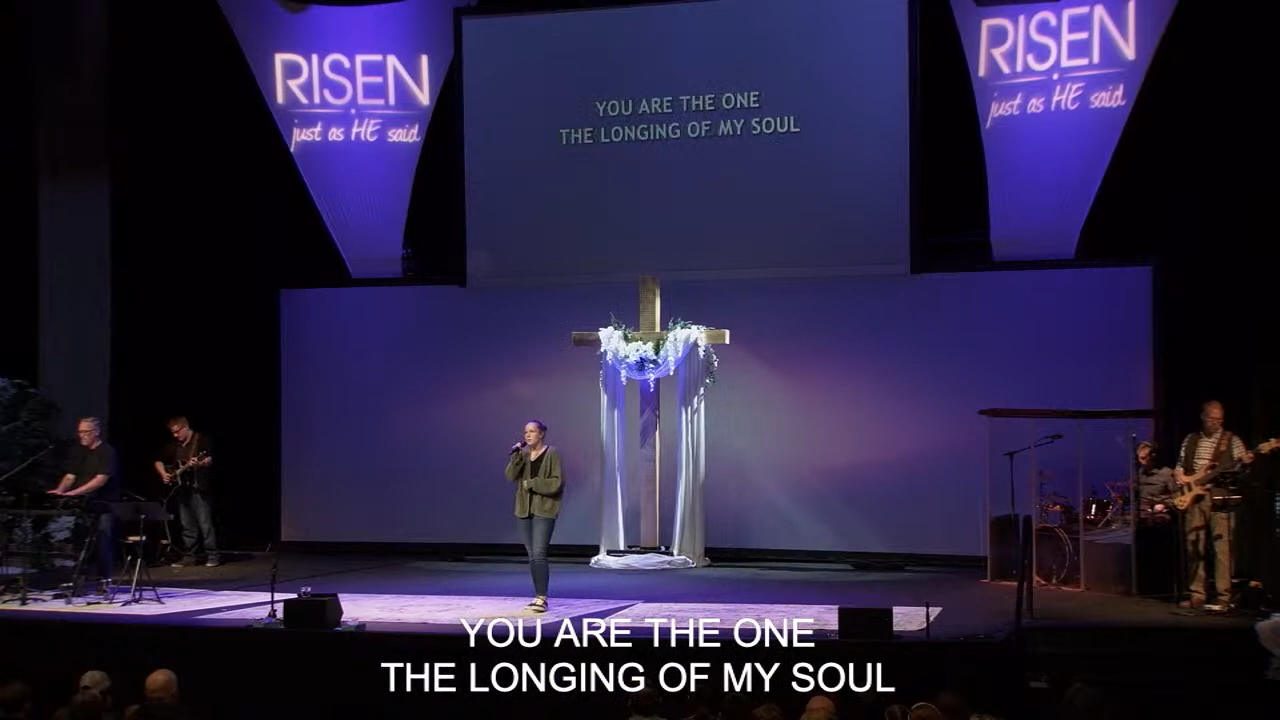 RISEN
just as HE said
YOU ARE THE ONE
THE LONGING OF MY SOUL
RISEN
just as HE said
YOU ARE THE ONE
THE LONGING OF MY SOUL